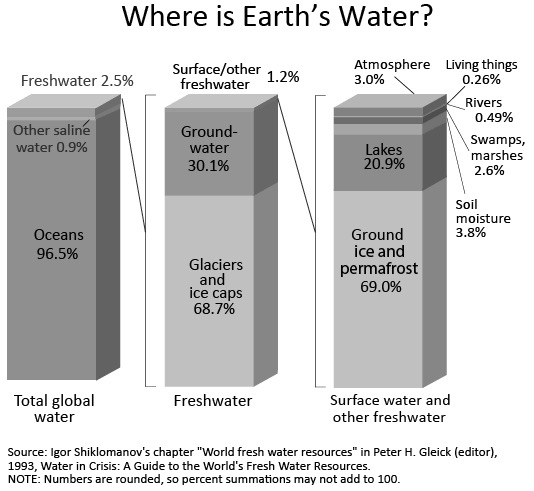 Where is Earth's Water?
Freshwater 2.5%
Other saline
water 0.9%
Oceans
96.5%
Total global
water
Surface/other
freshwater
1.2%
Ground-
water
30.1%
Glaciers
and
ice caps
68.7%
Freshwater
Atmosphere
3.0%
Living things
0.26%
Rivers
0.49%
Swamps,
marshes
2.6%
Soil
moisture
3.8%
Lakes
20.9%
Ground
ice and
permafrost
69.0%
Surface water and
other freshwater
Source: Igor Shiklomanov's chapter "World fresh water resources" in Peter H. Gleick (editor),
1993, Water in Crisis: A Guide to the World's Fresh Water Resources.
NOTE: Numbers are rounded, so percent summations may not add to 100.